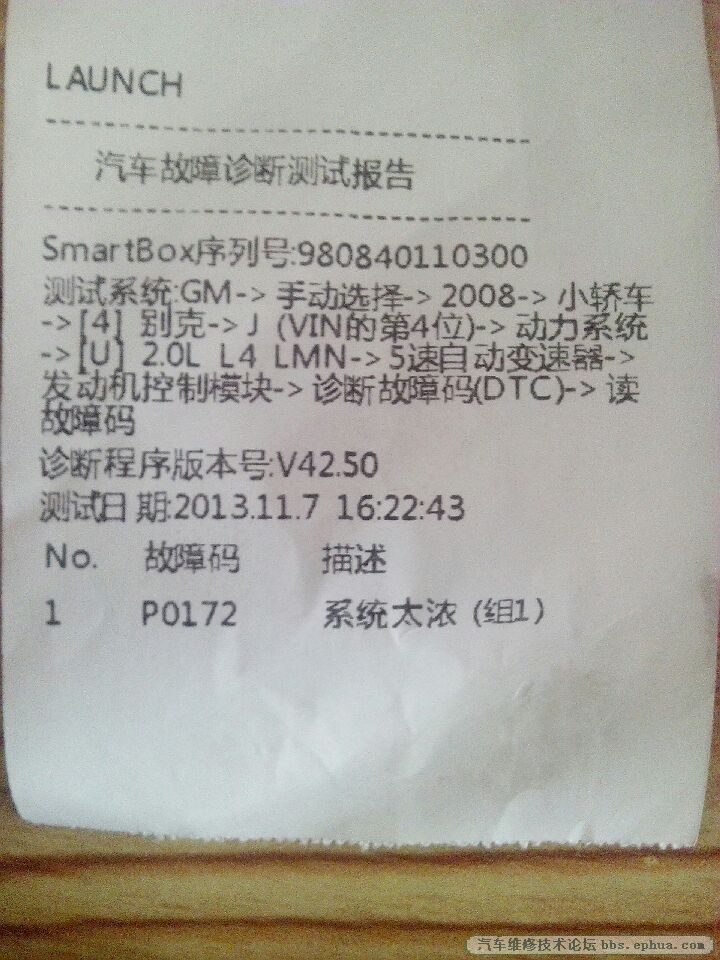 LAUNCH
汽车故障诊断测试报告
SmartBox序列号:980840110300
测试系统:GM-> 手动选择-> 2008-> 小轿车
->[4] 别克-> J (VIN的第4位)-> 动力系统
->[U] 2.0L L4 LMN-> 5速自动变速器->
发动机控制模块-> 诊断故障码(DTC)-> 读
故障码
诊断程序版本号:V42.50
测试日期:2013.11.7 16:22:43
No. 故障码 描述
1 P0172 系统太浓 (组1)
汽车维修技术论坛 bbs.ephua.com